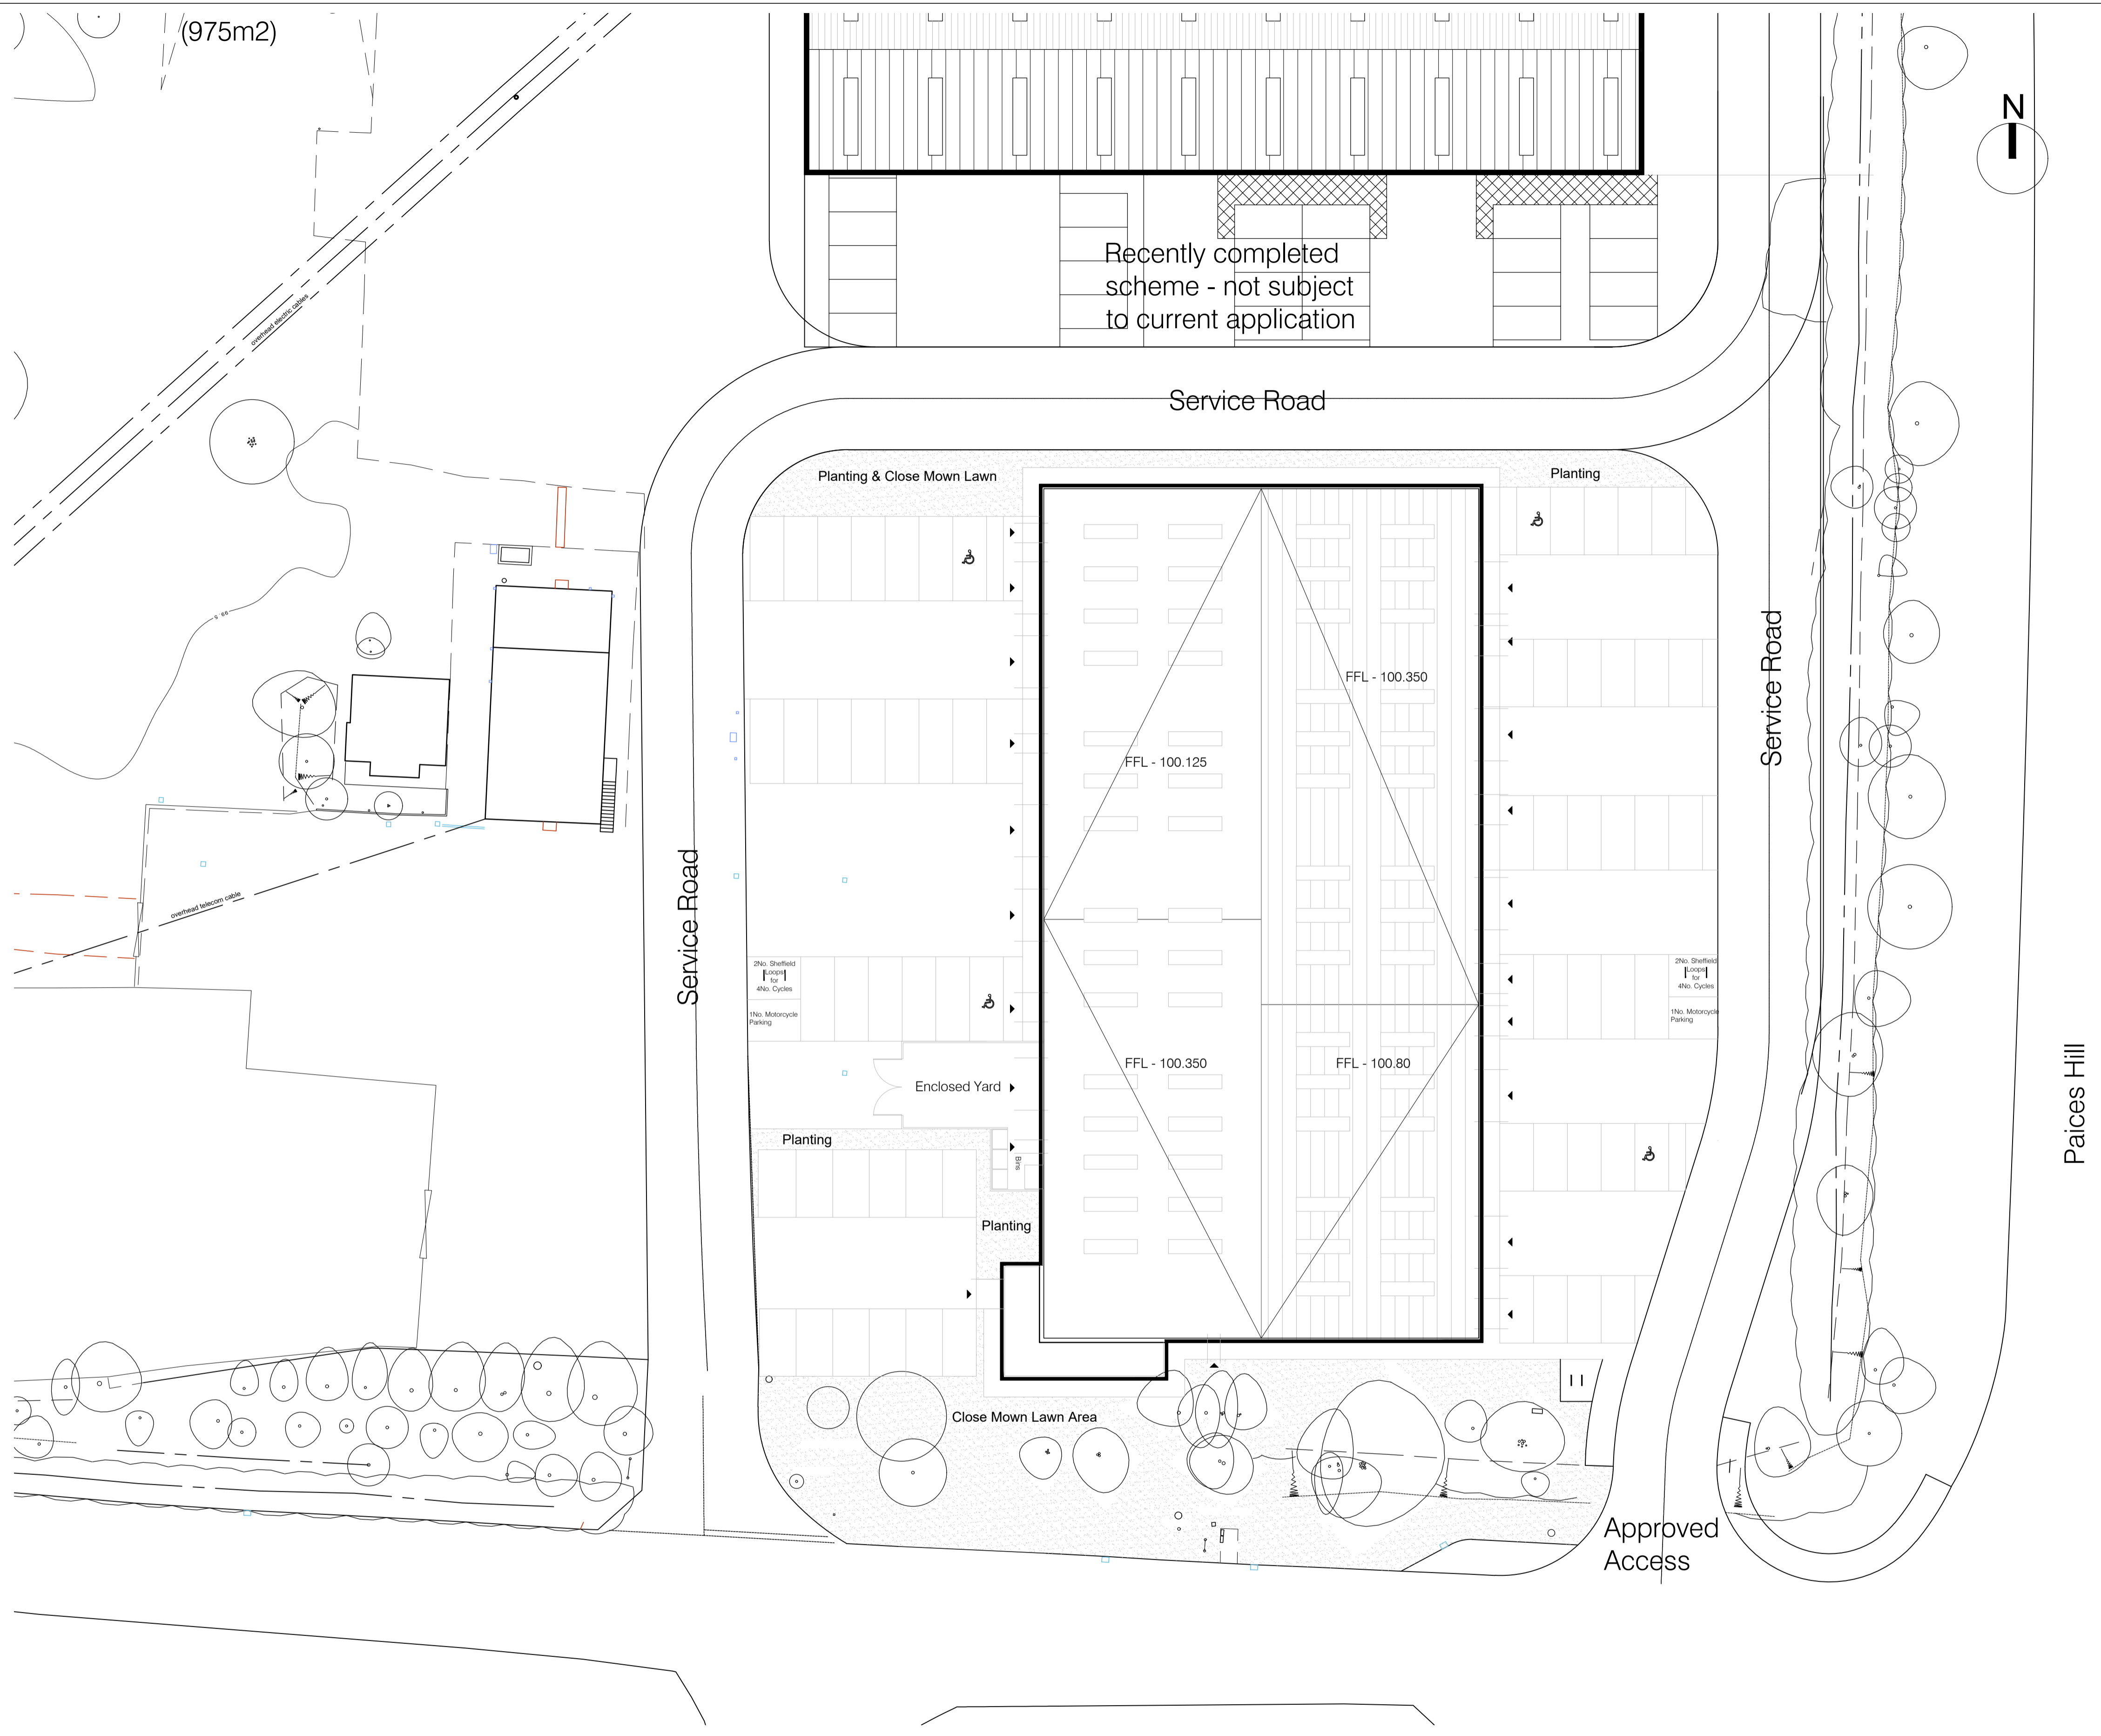 (975m2)
N
Recently completed
scheme - not subject
to current application
overhead electric cables
Service Road
Planting & Close Mown Lawn
Planting
FFL - 100.350
FFL - 100.125
Service Road
Service Road
overhead telecom cable
2No. Sheffield
Loops
for
4No. Cycles
1No. Motorcycle
Parking
2No. Sheffield
Loops
for
4No. Cycles
1No. Motorcycle
Parking
FFL - 100.350
FFL - 100.80
Enclosed Yard
Paices Hill
Planting
Bins
Planting
Close Mown Lawn Area
Approved
Access